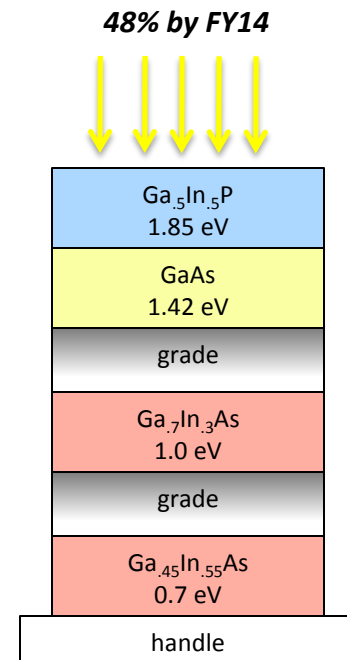 48% by FY14
Ga.5In.5P
1.85 eV
GaAs
1.42 eV
grade
Ga.7In.3As
1.0 eV
grade
Ga.45In.55As
0.7 eV
handle